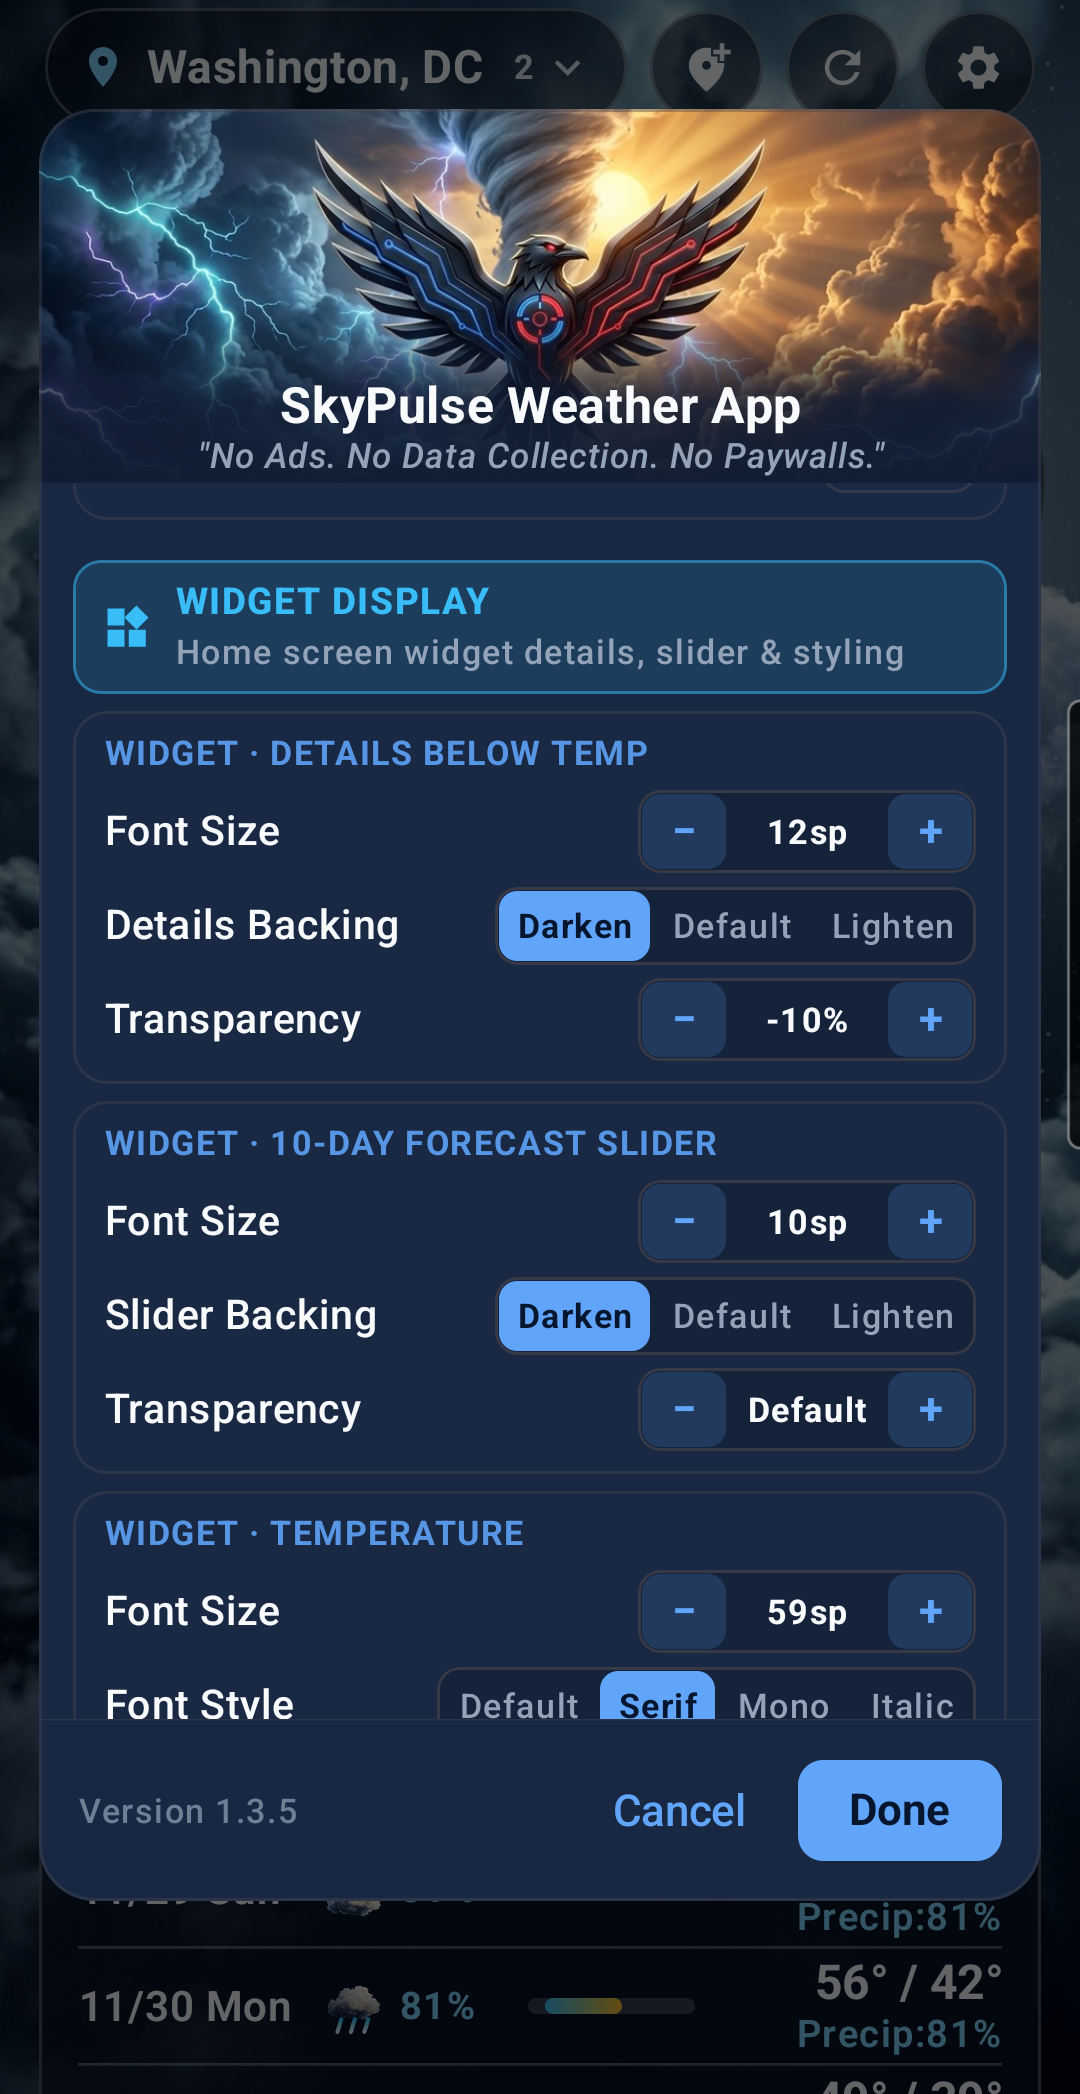 Washington, DC 2
SkyPulse Weather App
"No Ads. No Data Collection. No Paywalls."
WIDGET DISPLAY
Home screen widget details, slider & styling
WIDGET · DETAILS BELOW TEMP
Font Size − 12sp +
Details Backing Darken Default Lighten
Transparency − -10% +
WIDGET · 10-DAY FORECAST SLIDER
Font Size − 10sp +
Slider Backing Darken Default Lighten
Transparency − Default +
WIDGET · TEMPERATURE
Font Size − 59sp +
Font Style Default Serif Mono Italic
Version 1.3.5 Cancel Done
Precip:81%
56° / 42°
11/30 Mon 81%
Precip:81%